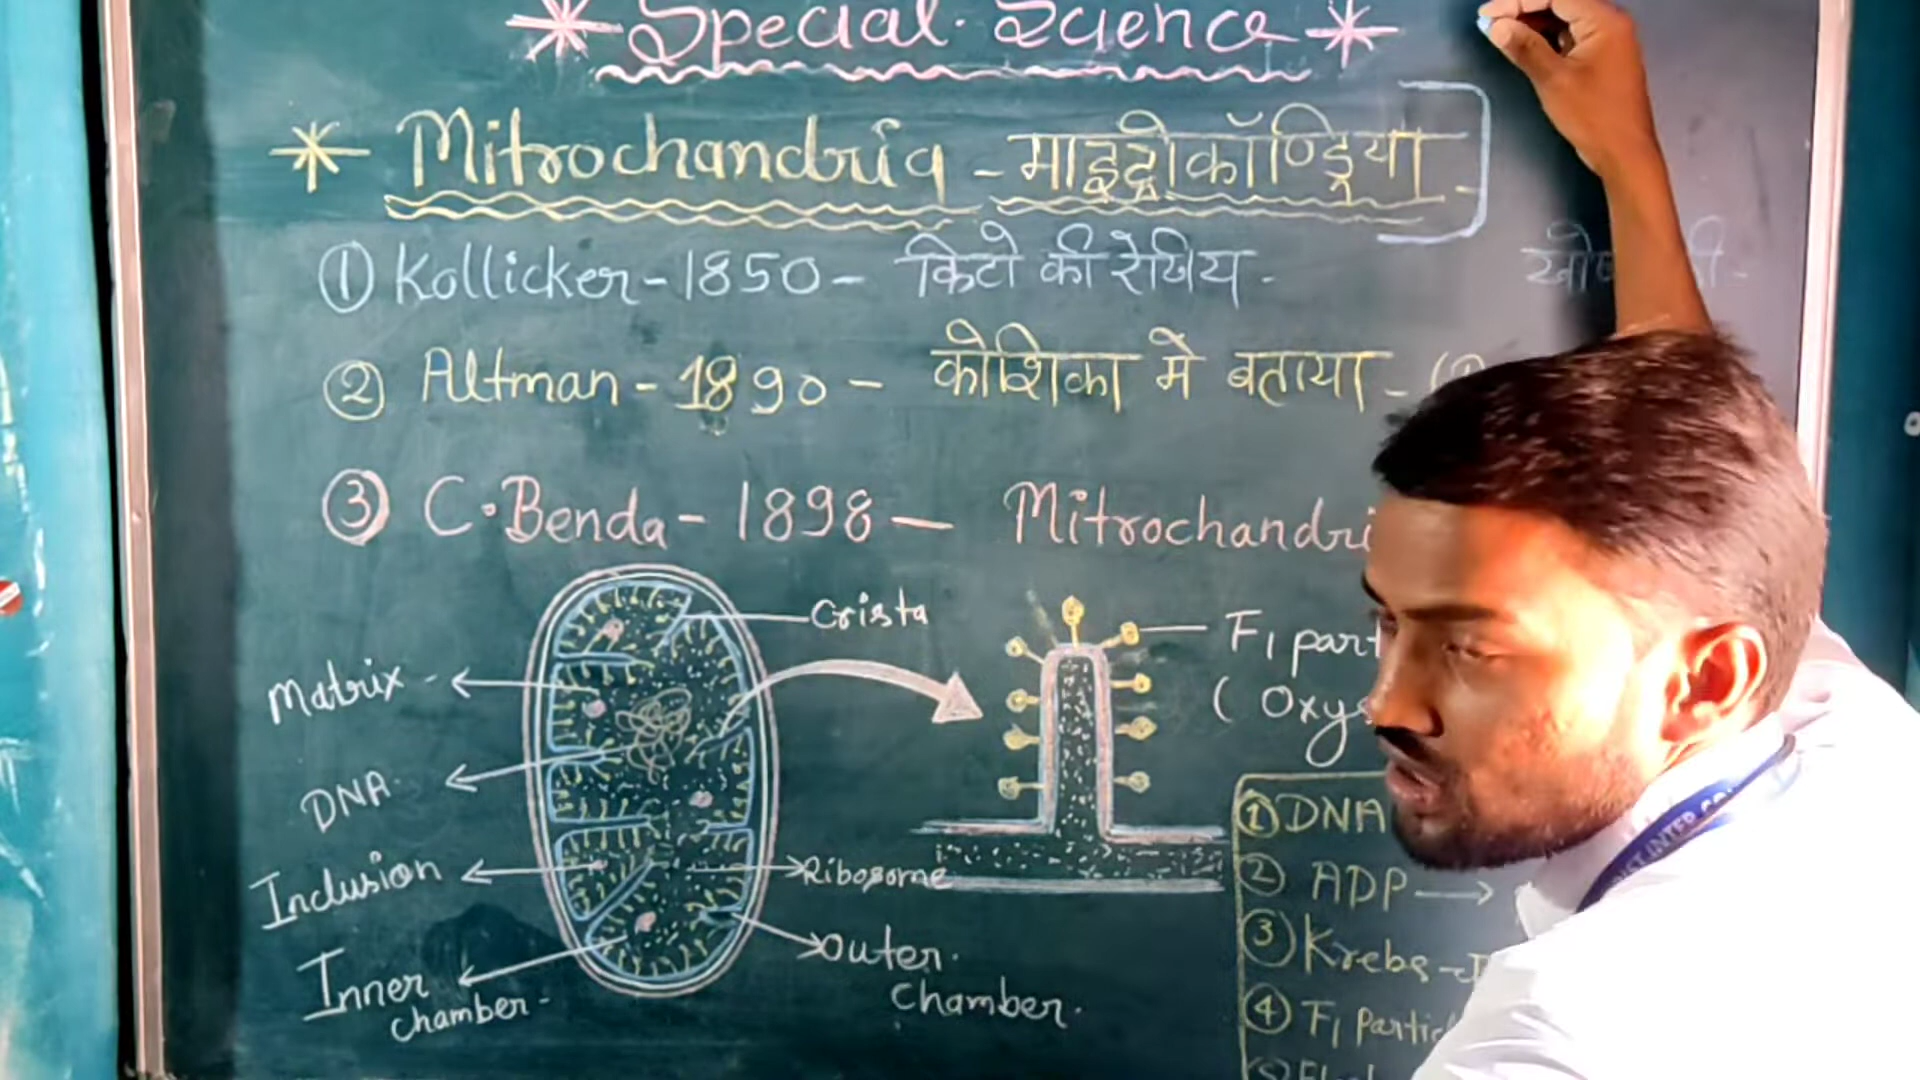 * Special. Science *
* Mitrochandria - माइट्रोकॉण्ड्रिया -
① Kollicker - 1850 - किटो की रेखिय -
② Altman - 1890 - कोशिका मे बताया -
③ C. Benda - 1898 - Mitrochandri
Crista
Matrix
DNA
Inclusion
Inner
chamber -
Ribosome
Outer.
Chamber.
F₁ part
( Oxy
① DNA
② ADP →
③ Krebs -
④ F₁ partic